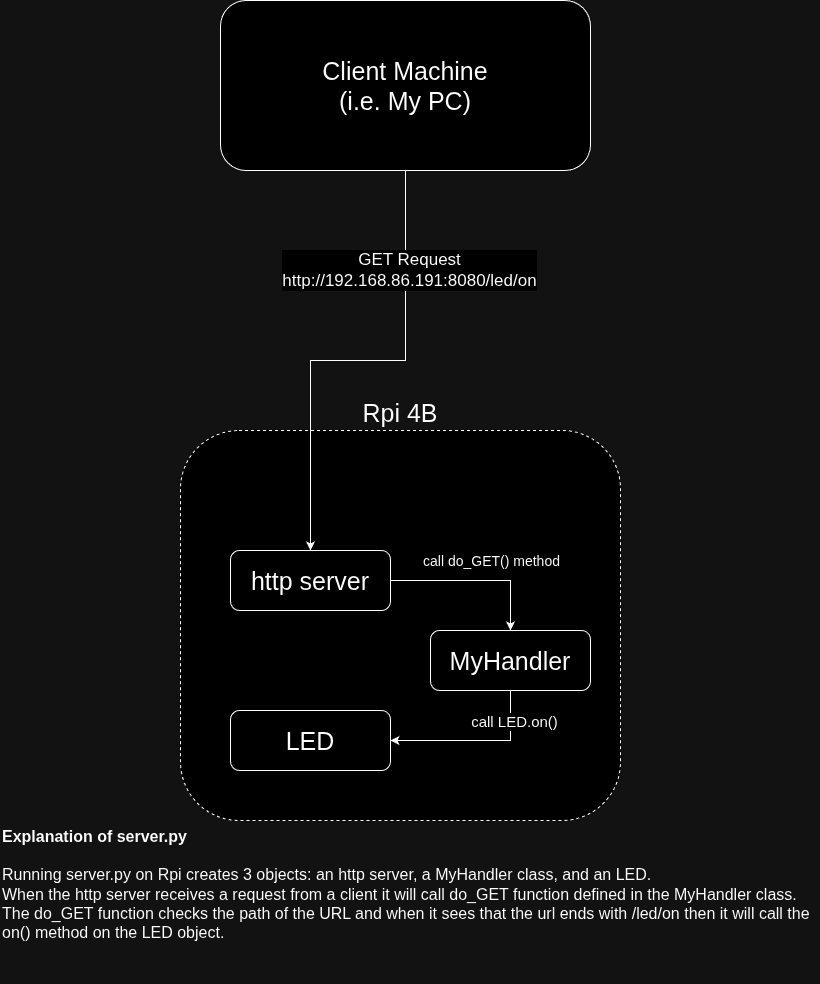 Client Machine
(i.e. My PC)
GET Request
http://192.168.86.191:8080/led/on
Rpi 4B
http server
call do_GET() method
MyHandler
call LED.on()
LED
Explanation of server.py
Running server.py on Rpi creates 3 objects: an http server, a MyHandler class, and an LED.
When the http server receives a request from a client it will call do_GET function defined in the MyHandler class.
The do_GET function checks the path of the URL and when it sees that the url ends with /led/on then it will call the
on() method on the LED object.